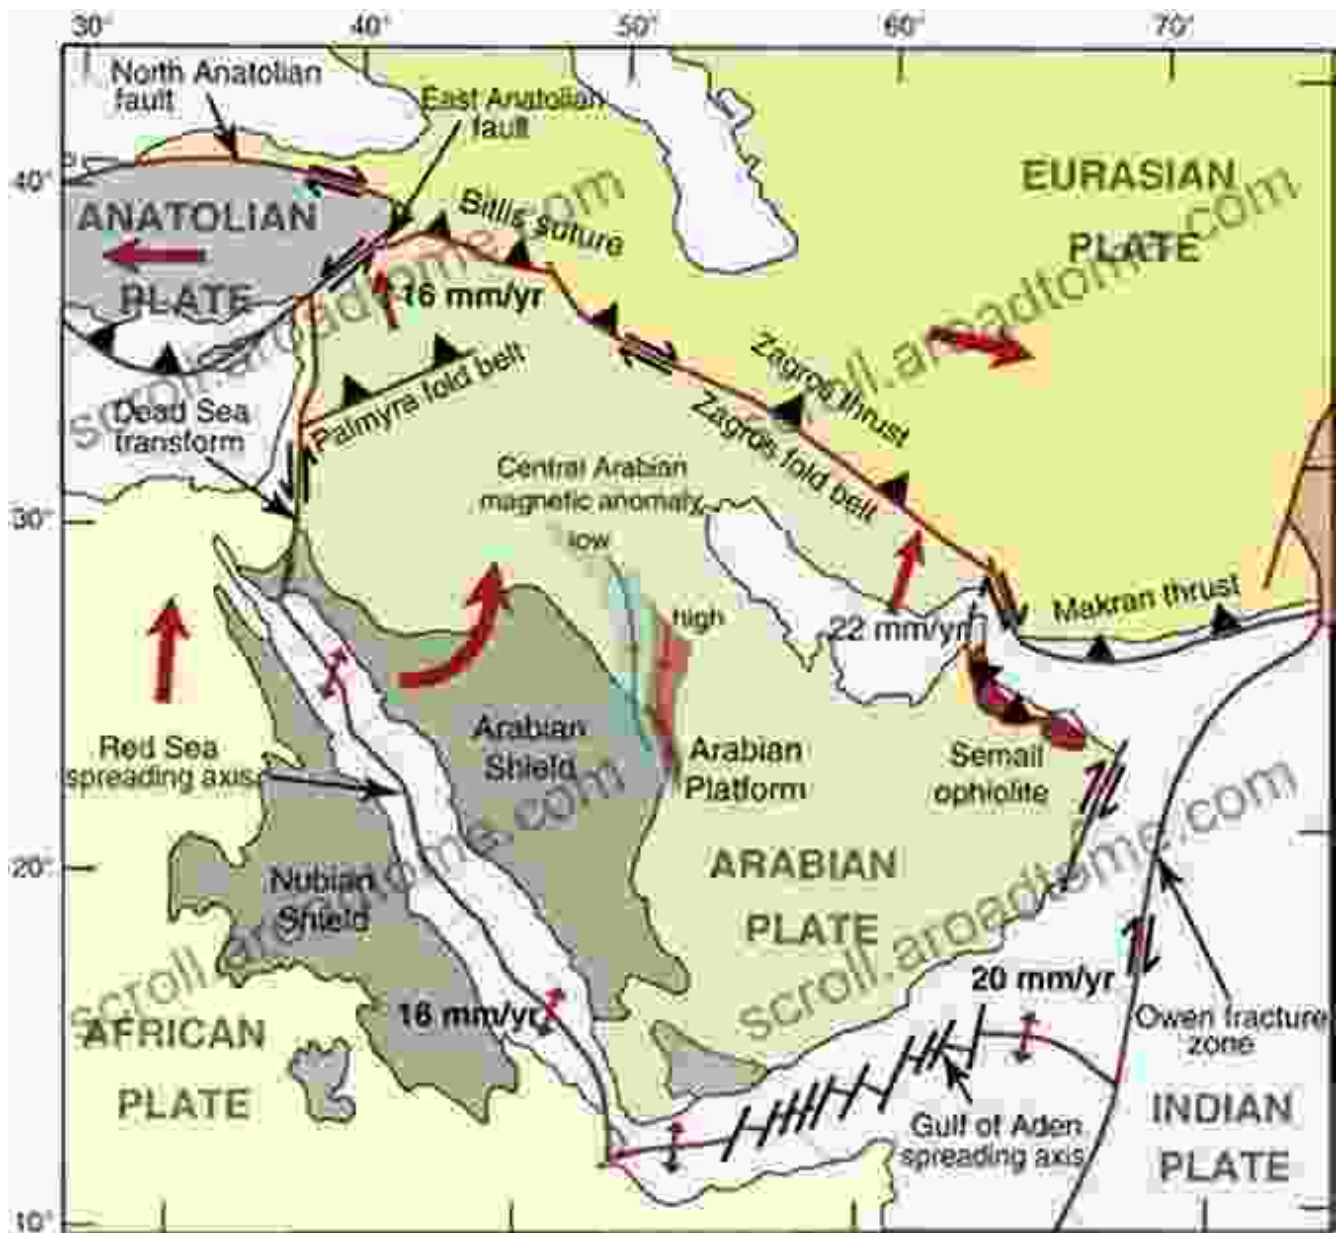 30° 40° 50° 60° 70°
North Anatolian
fault
East Anatolian
fault
40°
ANATOLIAN
PLATE
Bitlis suture
EURASIAN
PLATE
16 mm/yr
Palmyra fold belt
Dead Sea
transform
Zagros thrust
Zagros fold belt
Central Arabian
magnetic anomaly
low
high
30°
Makran thrust
22 mm/yr
Red Sea
spreading axis
Arabian
Shield
Arabian
Platform
Semail
ophiolite
20°
Nubian
Shield
ARABIAN
PLATE
16 mm/yr
20 mm/yr
AFRICAN
PLATE
Owen fracture
zone
Gulf of Aden
spreading axis
INDIAN
PLATE
10°
scroll.aroadtome.com
scroll.aroadtome.com
scroll.aroadtome.com
scroll.aroadtome.com